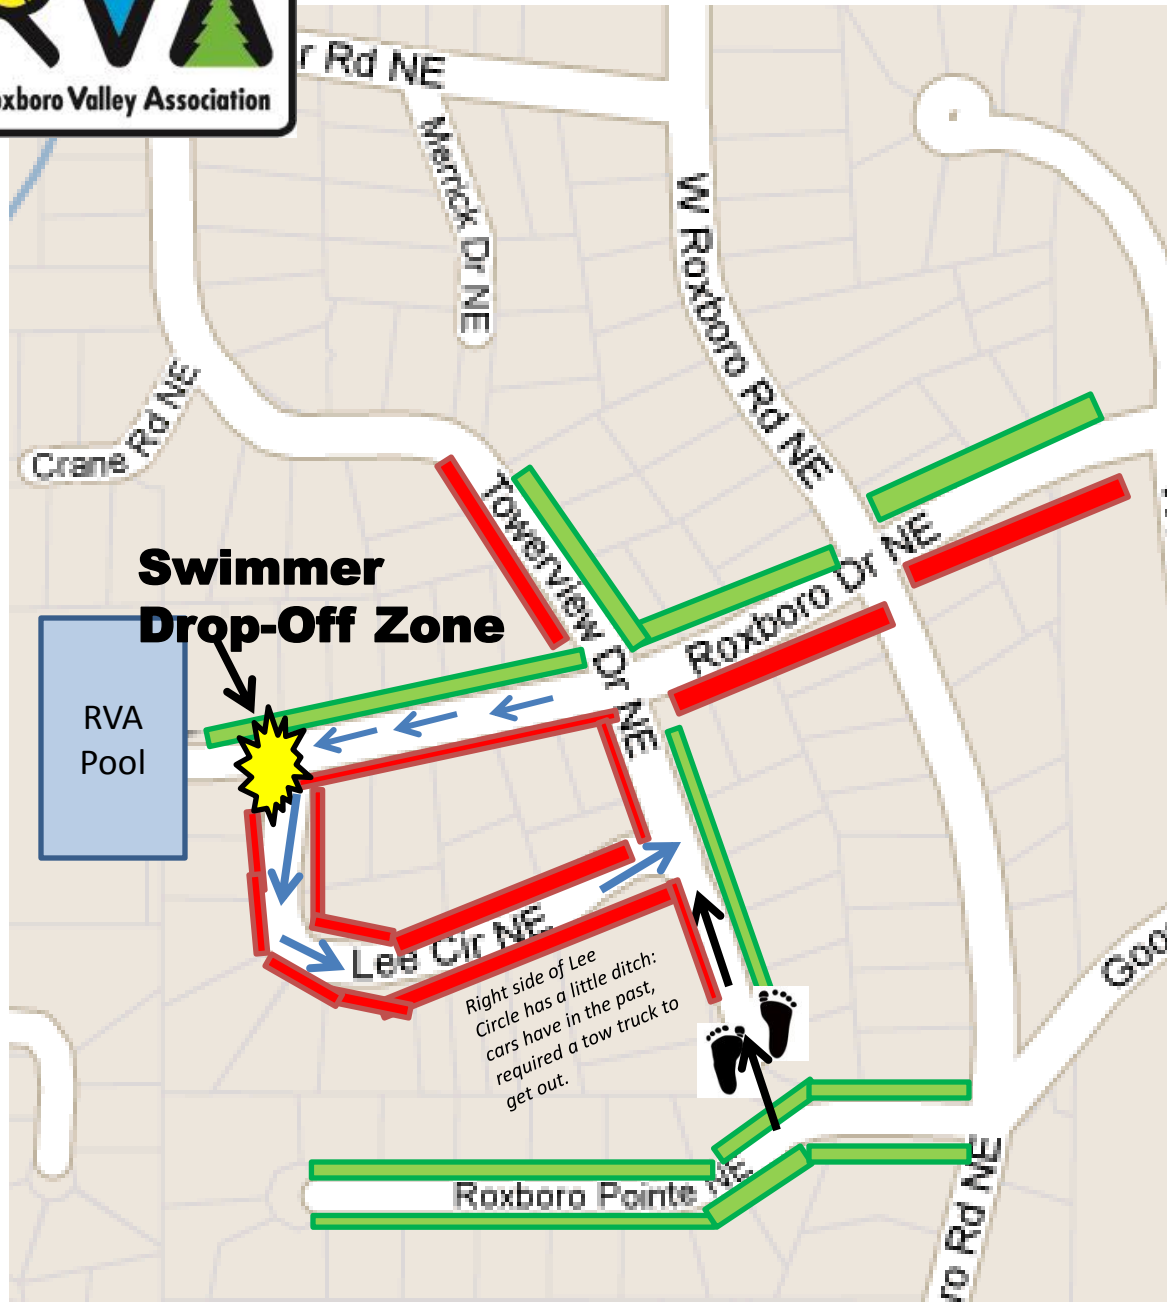 RVA
oxboro Valley Association
r Rd NE
Merrick Dr NE
W Roxboro Rd NE
Crane Rd NE
Towerview Dr NE
Roxboro Dr NE
Swimmer
Drop-Off Zone
RVA
Pool
Lee Cir NE
Right side of Lee
Circle has a little ditch:
cars have in the past,
required a tow truck to
get out.
Goo
Roxboro Pointe NE
ro Rd NE